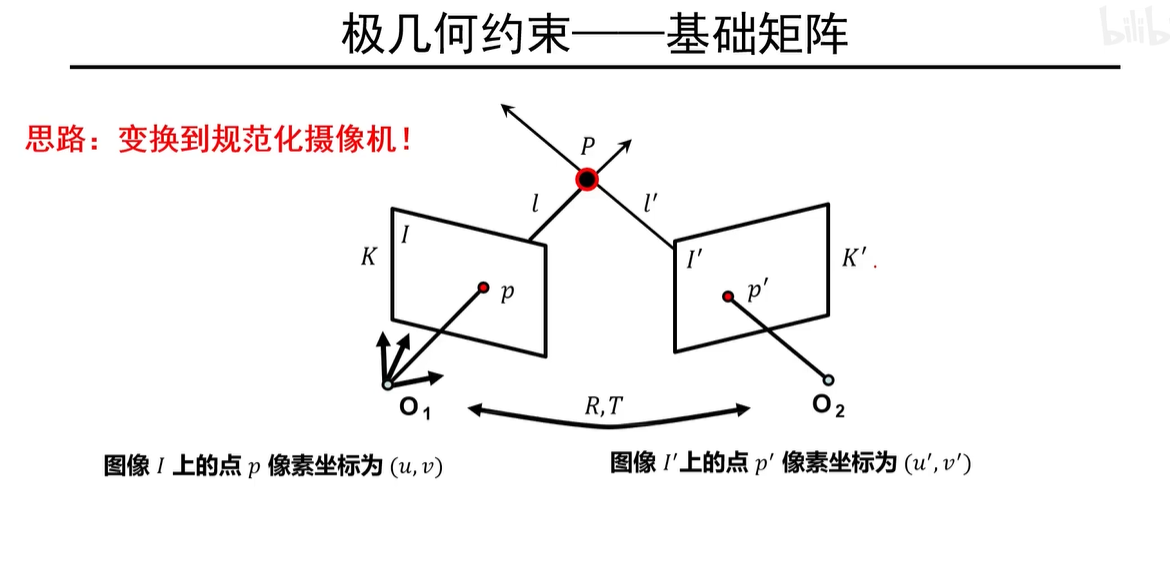 极几何约束——基础矩阵
bilib
思路：变换到规范化摄像机！
P
l
l′
I
K
p
I′
K′
p′
O1
R, T
O2
图像 I 上的点 p 像素坐标为 (u, v)
图像 I′上的点 p′ 像素坐标为 (u′, v′)